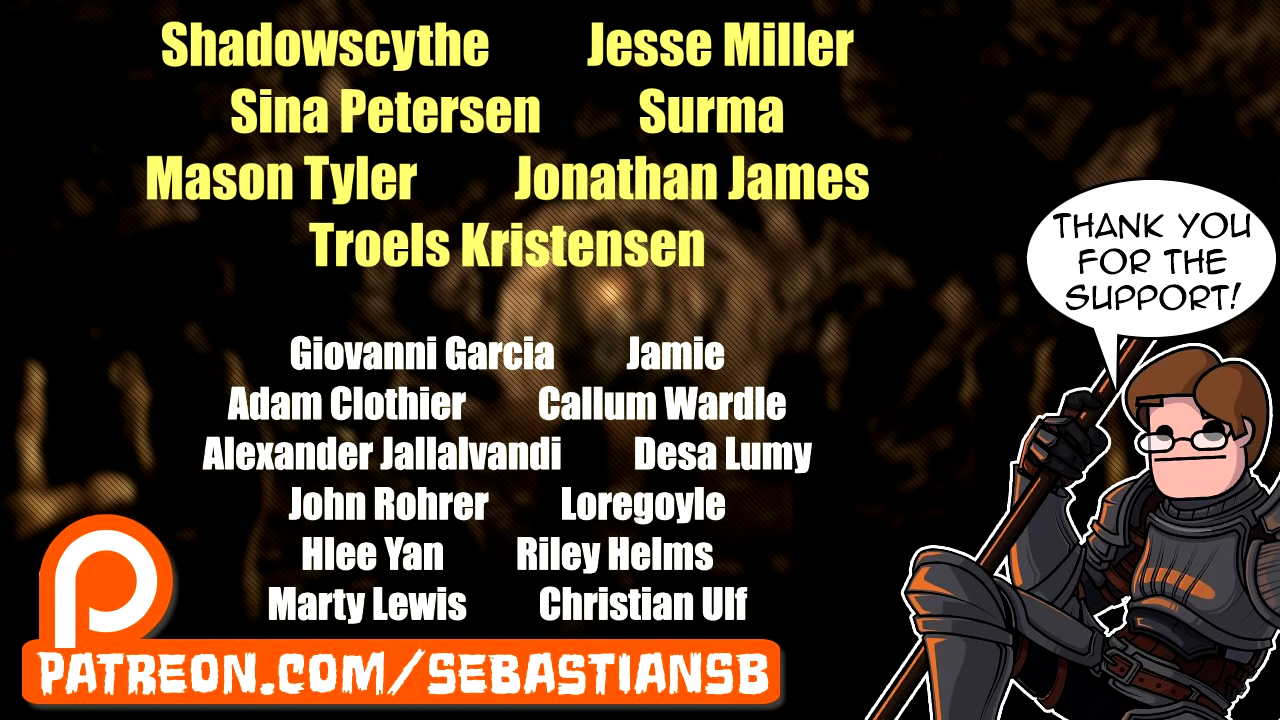 Shadowscythe Jesse Miller
Sina Petersen Surma
Mason Tyler Jonathan James
Troels Kristensen
Giovanni Garcia Jamie
Adam Clothier Callum Wardle
Alexander Jallalvandi Desa Lumy
John Rohrer Loregoyle
Hlee Yan Riley Helms
Marty Lewis Christian Ulf
PATREON.COM/SEBASTIANSB
THANK YOU
FOR THE
SUPPORT!